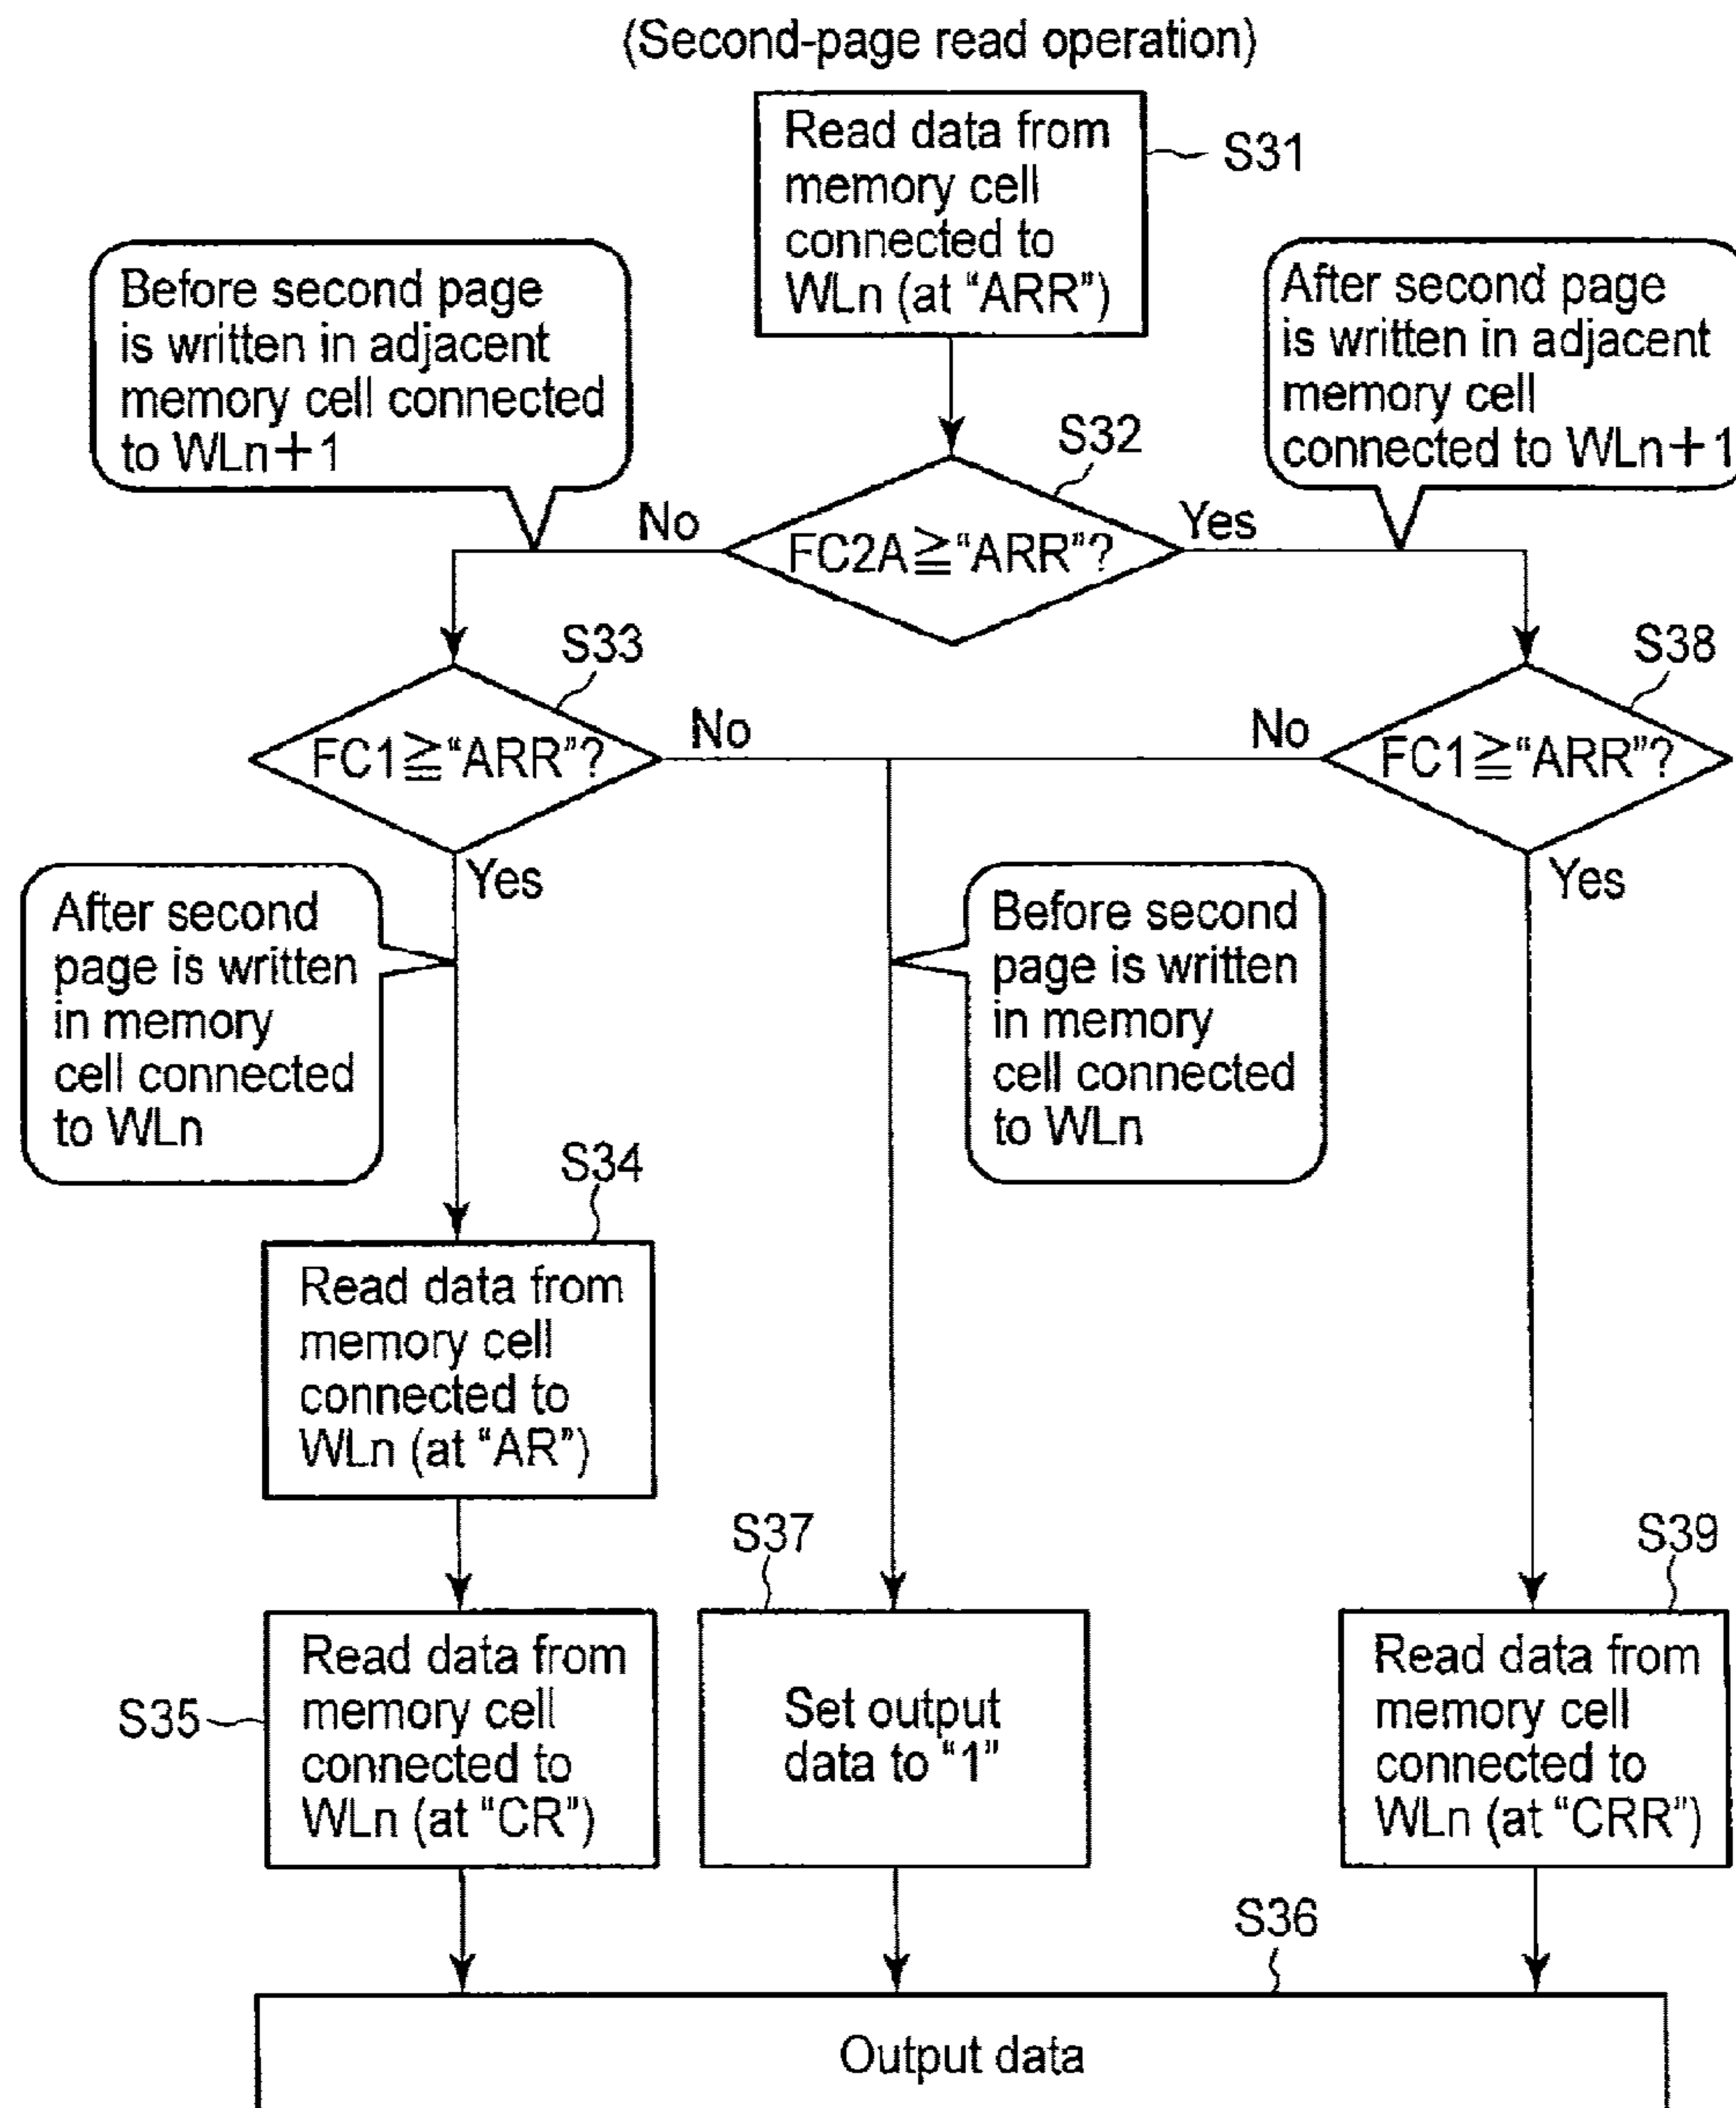 (Second-page read operation)
Read data from
memory cell
connected to
WLn (at “ARR”)
S31
Before second page
is written in adjacent
memory cell connected
to WLn+1
After second page
is written in adjacent
memory cell
connected to WLn+1
S32
No
FC2A≧“ARR”?
Yes
S33
FC1≧“ARR”?
No
S38
No
FC1≧“ARR”?
Yes
Yes
After second
page is written
in memory
cell connected
to WLn
Before second
page is written
in memory
cell connected
to WLn
S34
Read data from
memory cell
connected to
WLn (at “AR”)
S35
Read data from
memory cell
connected to
WLn (at “CR”)
S37
Set output
data to “1”
S39
Read data from
memory cell
connected to
WLn (at “CRR”)
S36
Output data